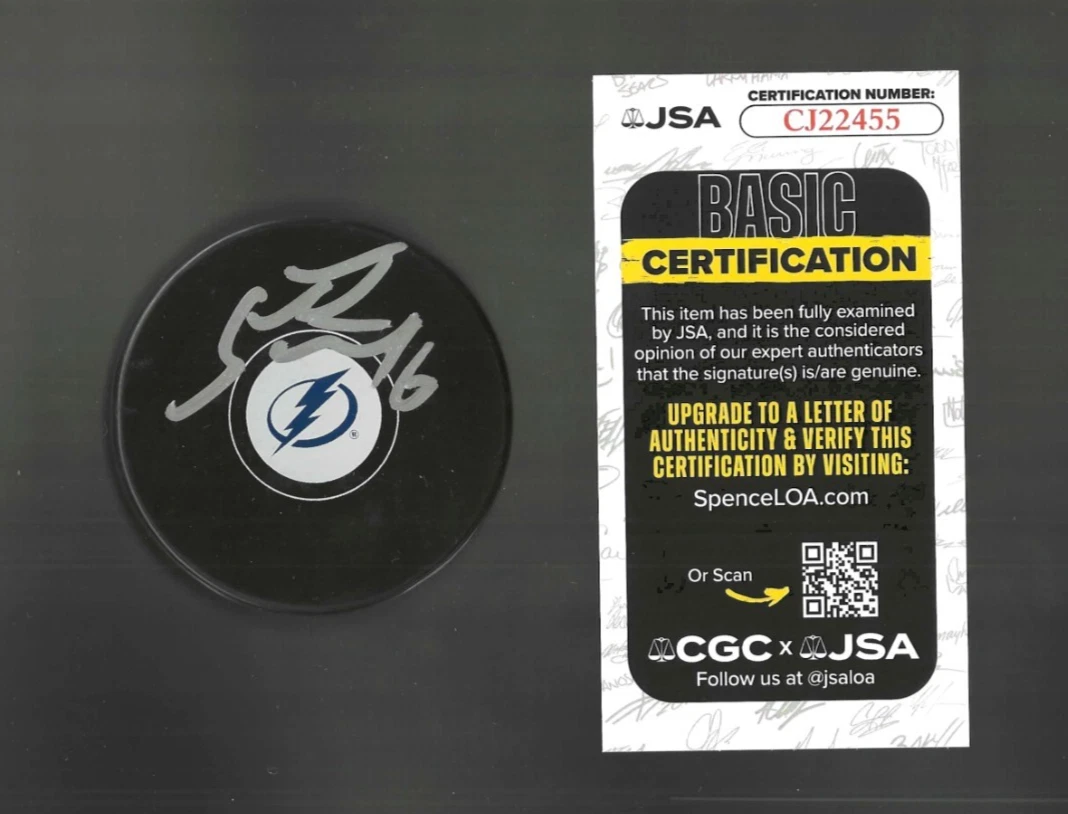 16
®
JSA
CERTIFICATION NUMBER:
CJ22455
BASIC
CERTIFICATION
This item has been fully examined
by JSA, and it is the considered
opinion of our expert authenticators
that the signature(s) is/are genuine.
UPGRADE TO A LETTER OF
AUTHENTICITY & VERIFY THIS
CERTIFICATION BY VISITING:
SpenceLOA.com
Or Scan
CGC x JSA
Follow us at @jsaloa